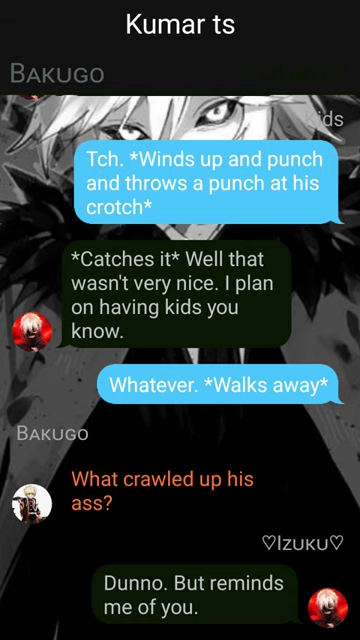 Kumar ts
BAKUGO
kids
Tch. *Winds up and punch
and throws a punch at his
crotch*
*Catches it* Well that
wasn't very nice. I plan
on having kids you
know.
Whatever. *Walks away*
BAKUGO
What crawled up his
ass?
♡IZUKU♡
Dunno. But reminds
me of you.